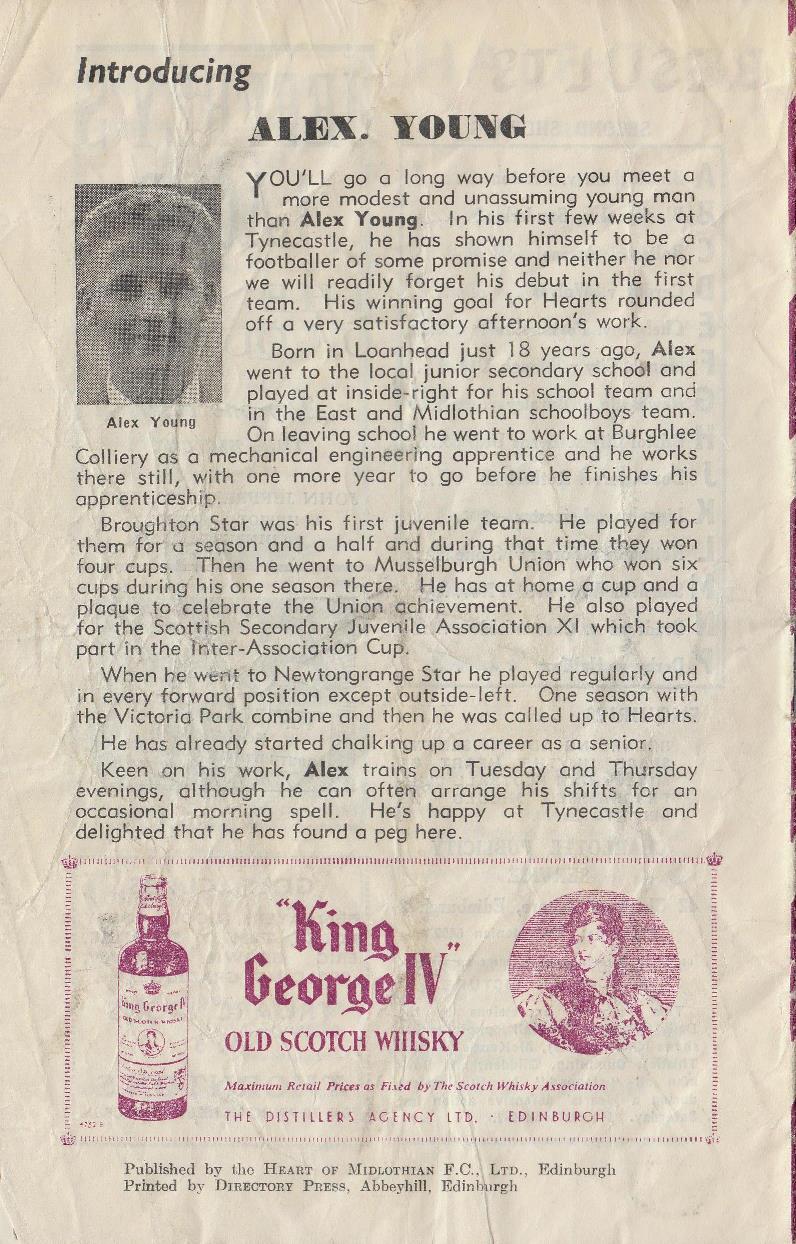 Introducing
ALEX. YOUNG
YOU'LL go a long way before you meet a
more modest and unassuming young man
than Alex Young. In his first few weeks at
Tynecastle, he has shown himself to be a
footballer of some promise and neither he nor
we will readily forget his debut in the first
team. His winning goal for Hearts rounded
off a very satisfactory afternoon's work.
Born in Loanhead just 18 years ago, Alex
went to the local junior secondary school and
played at inside-right for his school team and
in the East and Midlothian schoolboys team.
On leaving school he went to work at Burghlee
Alex Young
Colliery as a mechanical engineering apprentice and he works
there still, with one more year to go before he finishes his
apprenticeship.
Broughton Star was his first juvenile team. He played for
them for a season and a half and during that time they won
four cups. Then he went to Musselburgh Union who won six
cups during his one season there. He has at home a cup and a
plaque to celebrate the Union achievement. He also played
for the Scottish Secondary Juvenile Association XI which took
part in the Inter-Association Cup.
When he went to Newtongrange Star he played regularly and
in every forward position except outside-left. One season with
the Victoria Park combine and then he was called up to Hearts.
He has already started chalking up a career as a senior.
Keen on his work, Alex trains on Tuesday and Thursday
evenings, although he can often arrange his shifts for an
occasional morning spell. He's happy at Tynecastle and
delighted that he has found a peg here.
"King
George IV"
OLD SCOTCH WHISKY
King George IV
OLD SCOTCH WHISKY
Maximum Retail Prices as Fixed by The Scotch Whisky Association
THE DISTILLERS AGENCY LTD. · EDINBURGH
Published by the HEART OF MIDLOTHIAN F.C., LTD., Edinburgh
Printed by DIRECTORY PRESS, Abbeyhill, Edinburgh